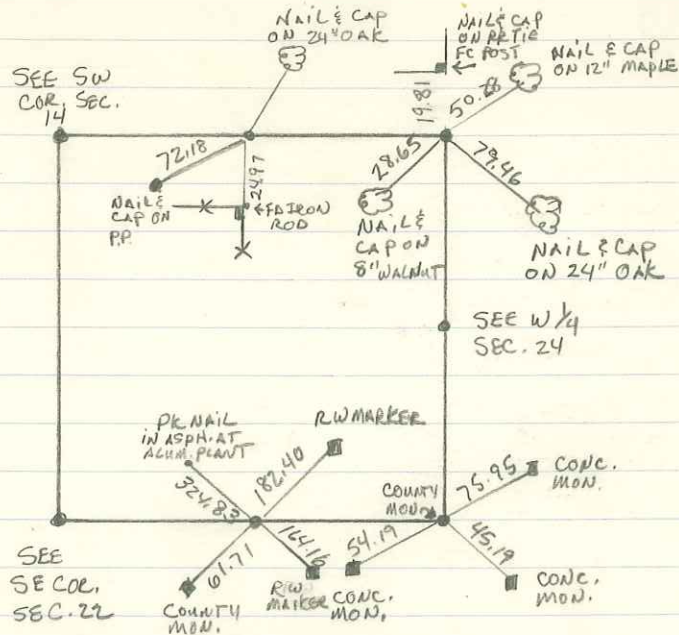 NAIL & CAP
ON 24" OAK
NAIL & CAP
ON RR TIE
FC POST
NAIL & CAP
ON 12" MAPLE
SEE SW
COR. SEC.
14
19.81
72.18
24.97
28.65
79.46
NAIL &
CAP ON
P.P.
FD IRON
ROD
NAIL &
CAP ON
8" WALNUT
NAIL & CAP
ON 24" OAK
SEE W 1/4
SEC. 24
PK NAIL
IN ASPH. AT
ALUM. PLANT
RW MARKER
324.83
182.40
COUNTY
MON.
75.95
CONC.
MON.
SEE
SE COR.
SEC. 22
61.71
164.16
54.19
45.19
COUNTY
MON.
RW
MARKER
CONC.
MON.
CONC.
MON.